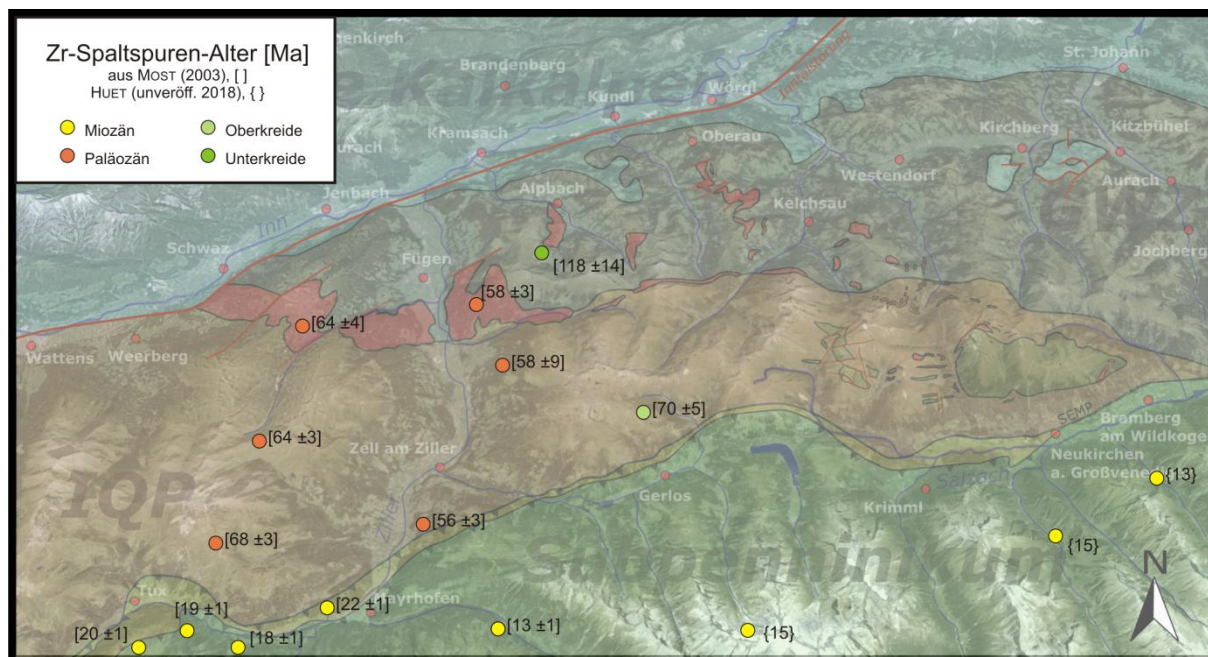 Zr-Spaltspuren-Alter [Ma]
aus MOST (2003), [ ]
HUET (unveröff. 2018), { }
Miozän
Oberkreide
Paläozän
Unterkreide
Brandenberg
Kundl
Wörgl
Inntalstörung
St. Johann
Kramsach
Oberau
Kirchberg
Kitzbühel
Jenbach
Alpbach
Westendorf
Aurach
Inn
Kelchsau
Schwaz
Fügen
Jochberg
[118 ±14]
[58 ±3]
[64 ±4]
Wattens
Weerberg
[58 ±9]
[70 ±5]
SEMP
Bramberg
am Wildkoge
[64 ±3]
Zell am Ziller
Neukirchen
Gerlos
Salzach
{13}
IQP
Krimml
Ziller
[56 ±3]
[68 ±3]
{15}
N
Tux
[22 ±1]
Mayrhofen
[19 ±1]
[13 ±1]
{15}
[20 ±1]
[18 ±1]